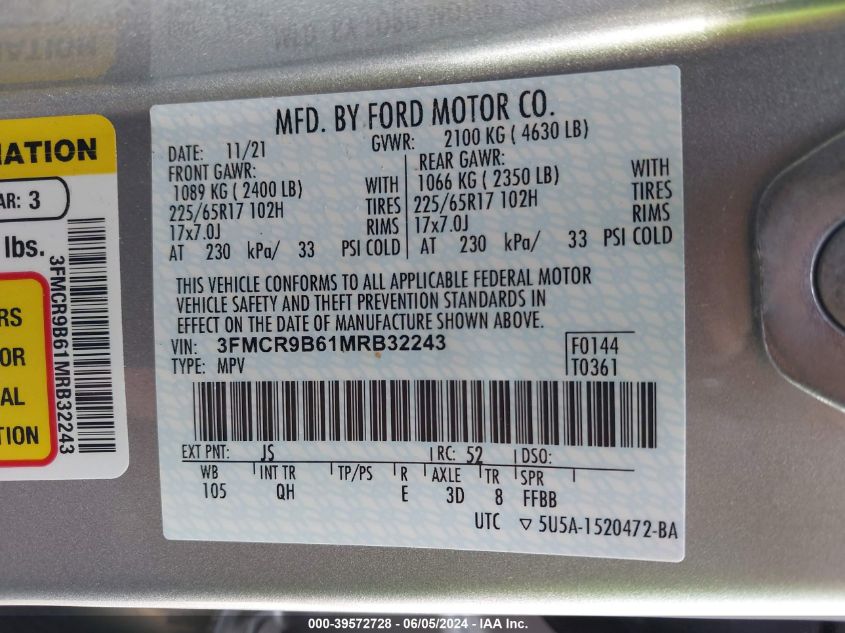 MFD. BY FORD MOTOR CO.
DATE: 11/21 GVWR: 2100 KG ( 4630 LB)
FRONT GAWR: REAR GAWR:
1089 KG ( 2400 LB) WITH 1066 KG ( 2350 LB) WITH
225/65R17 102H TIRES 225/65R17 102H TIRES
17x7.0J RIMS 17x7.0J RIMS
AT 230 kPa/ 33 PSI COLD AT 230 kPa/ 33 PSI COLD
THIS VEHICLE CONFORMS TO ALL APPLICABLE FEDERAL MOTOR
VEHICLE SAFETY AND THEFT PREVENTION STANDARDS IN
EFFECT ON THE DATE OF MANUFACTURE SHOWN ABOVE.
VIN: 3FMCR9B61MRB32243 F0144
TYPE: MPV T0361
EXT PNT: JS RC: 52 DSO:
WB INT TR TP/PS R AXLE TR SPR
105 QH E 3D 8 FFBB
UTC ▽ 5U5A-1520472-BA
MATION
AR: 3
lbs.
3FMCR9B61MRB32243
RS
OR
AL
TION
000-39572728 - 06/05/2024 - IAA Inc.